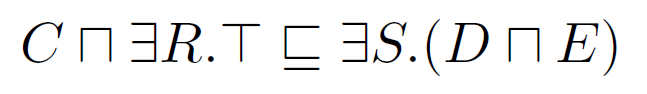 C ⊓ ∃R.⊤ ⊑ ∃S.(D ⊓ E)